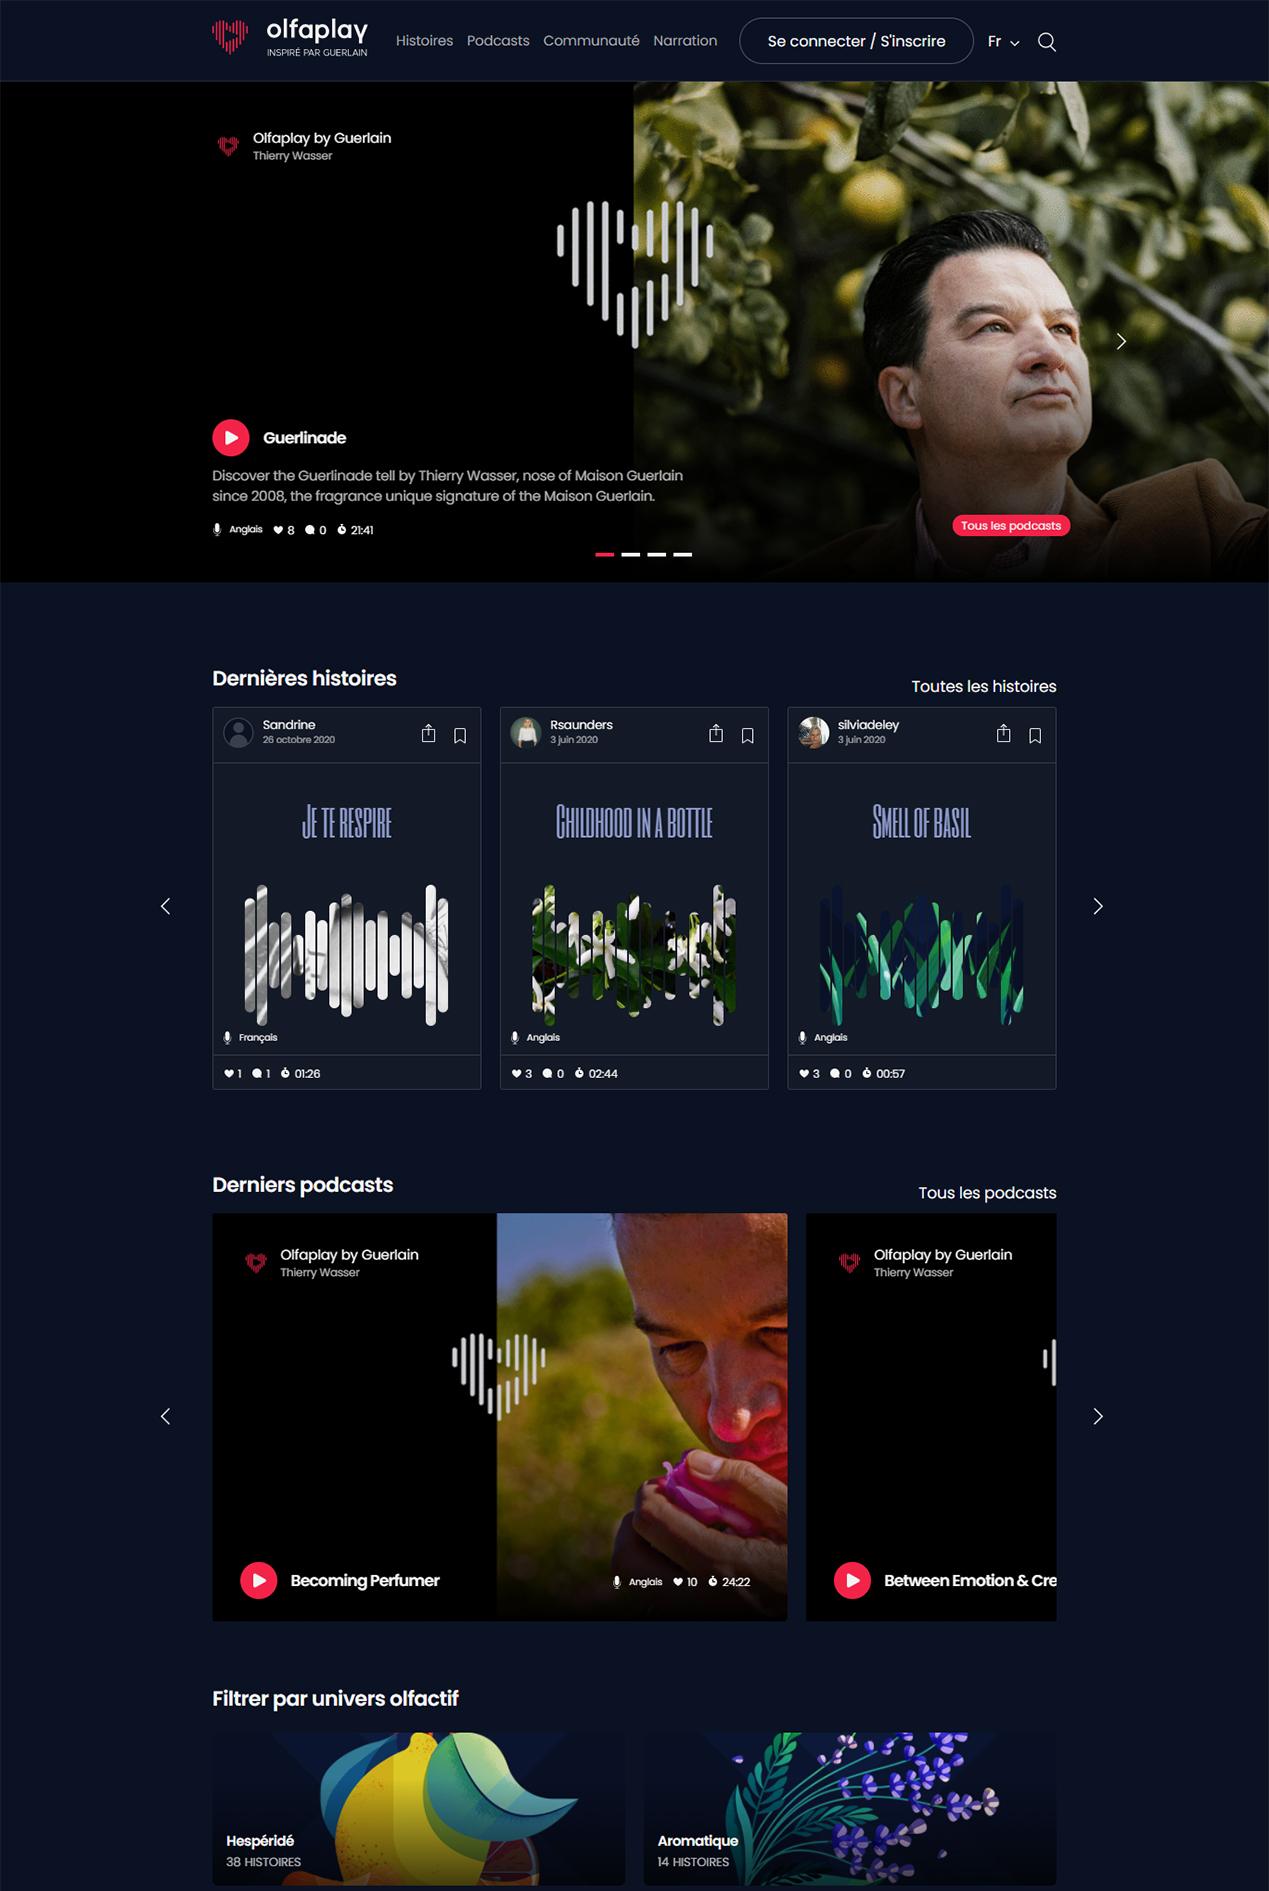 olfaplay
INSPIRÉ PAR GUERLAIN
Histoires Podcasts Communauté Narration
Se connecter / S'inscrire
Fr
Olfaplay by Guerlain
Thierry Wasser
Guerlinade
Discover the Guerlinade tell by Thierry Wasser, nose of Maison Guerlain
since 2008, the fragrance unique signature of the Maison Guerlain.
Anglais 8 0 21:41
Tous les podcasts
Dernières histoires
Toutes les histoires
Sandrine
26 octobre 2020
JE TE RESPIRE
Français
1 1 01:26
Rsaunders
3 juin 2020
CHILDHOOD IN A BOTTLE
Anglais
3 0 02:44
silviadeley
3 juin 2020
SMELL OF BASIL
Anglais
3 0 00:57
Derniers podcasts
Tous les podcasts
Olfaplay by Guerlain
Thierry Wasser
Becoming Perfumer
Anglais 10 24:22
Olfaplay by Guerlain
Thierry Wasser
Between Emotion & Cre
Filtrer par univers olfactif
Hespéridé
38 HISTOIRES
Aromatique
14 HISTOIRES